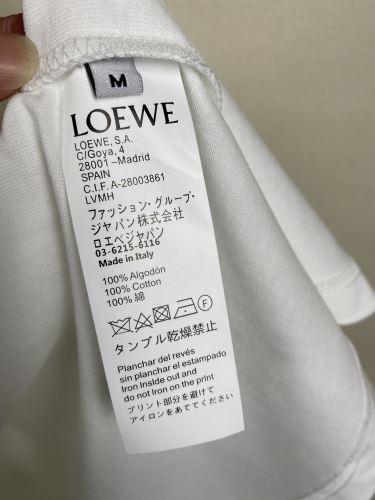 M
LOEWE
LOEWE, S.A.
C/Goya, 4
28001 –Madrid
SPAIN
C.I.F. A-28003861
LVMH
ファッション・グループ・
ジャパン株式会社
ロエベジャパン
03-6215-6116
Made in Italy
100% Algodón
100% Cotton
100% 綿
F
タンブル乾燥禁止
Planchar del revés
sin planchar el estampado
Iron Inside out and
do not Iron on the print
プリント部分を避けて
アイロンをあててください